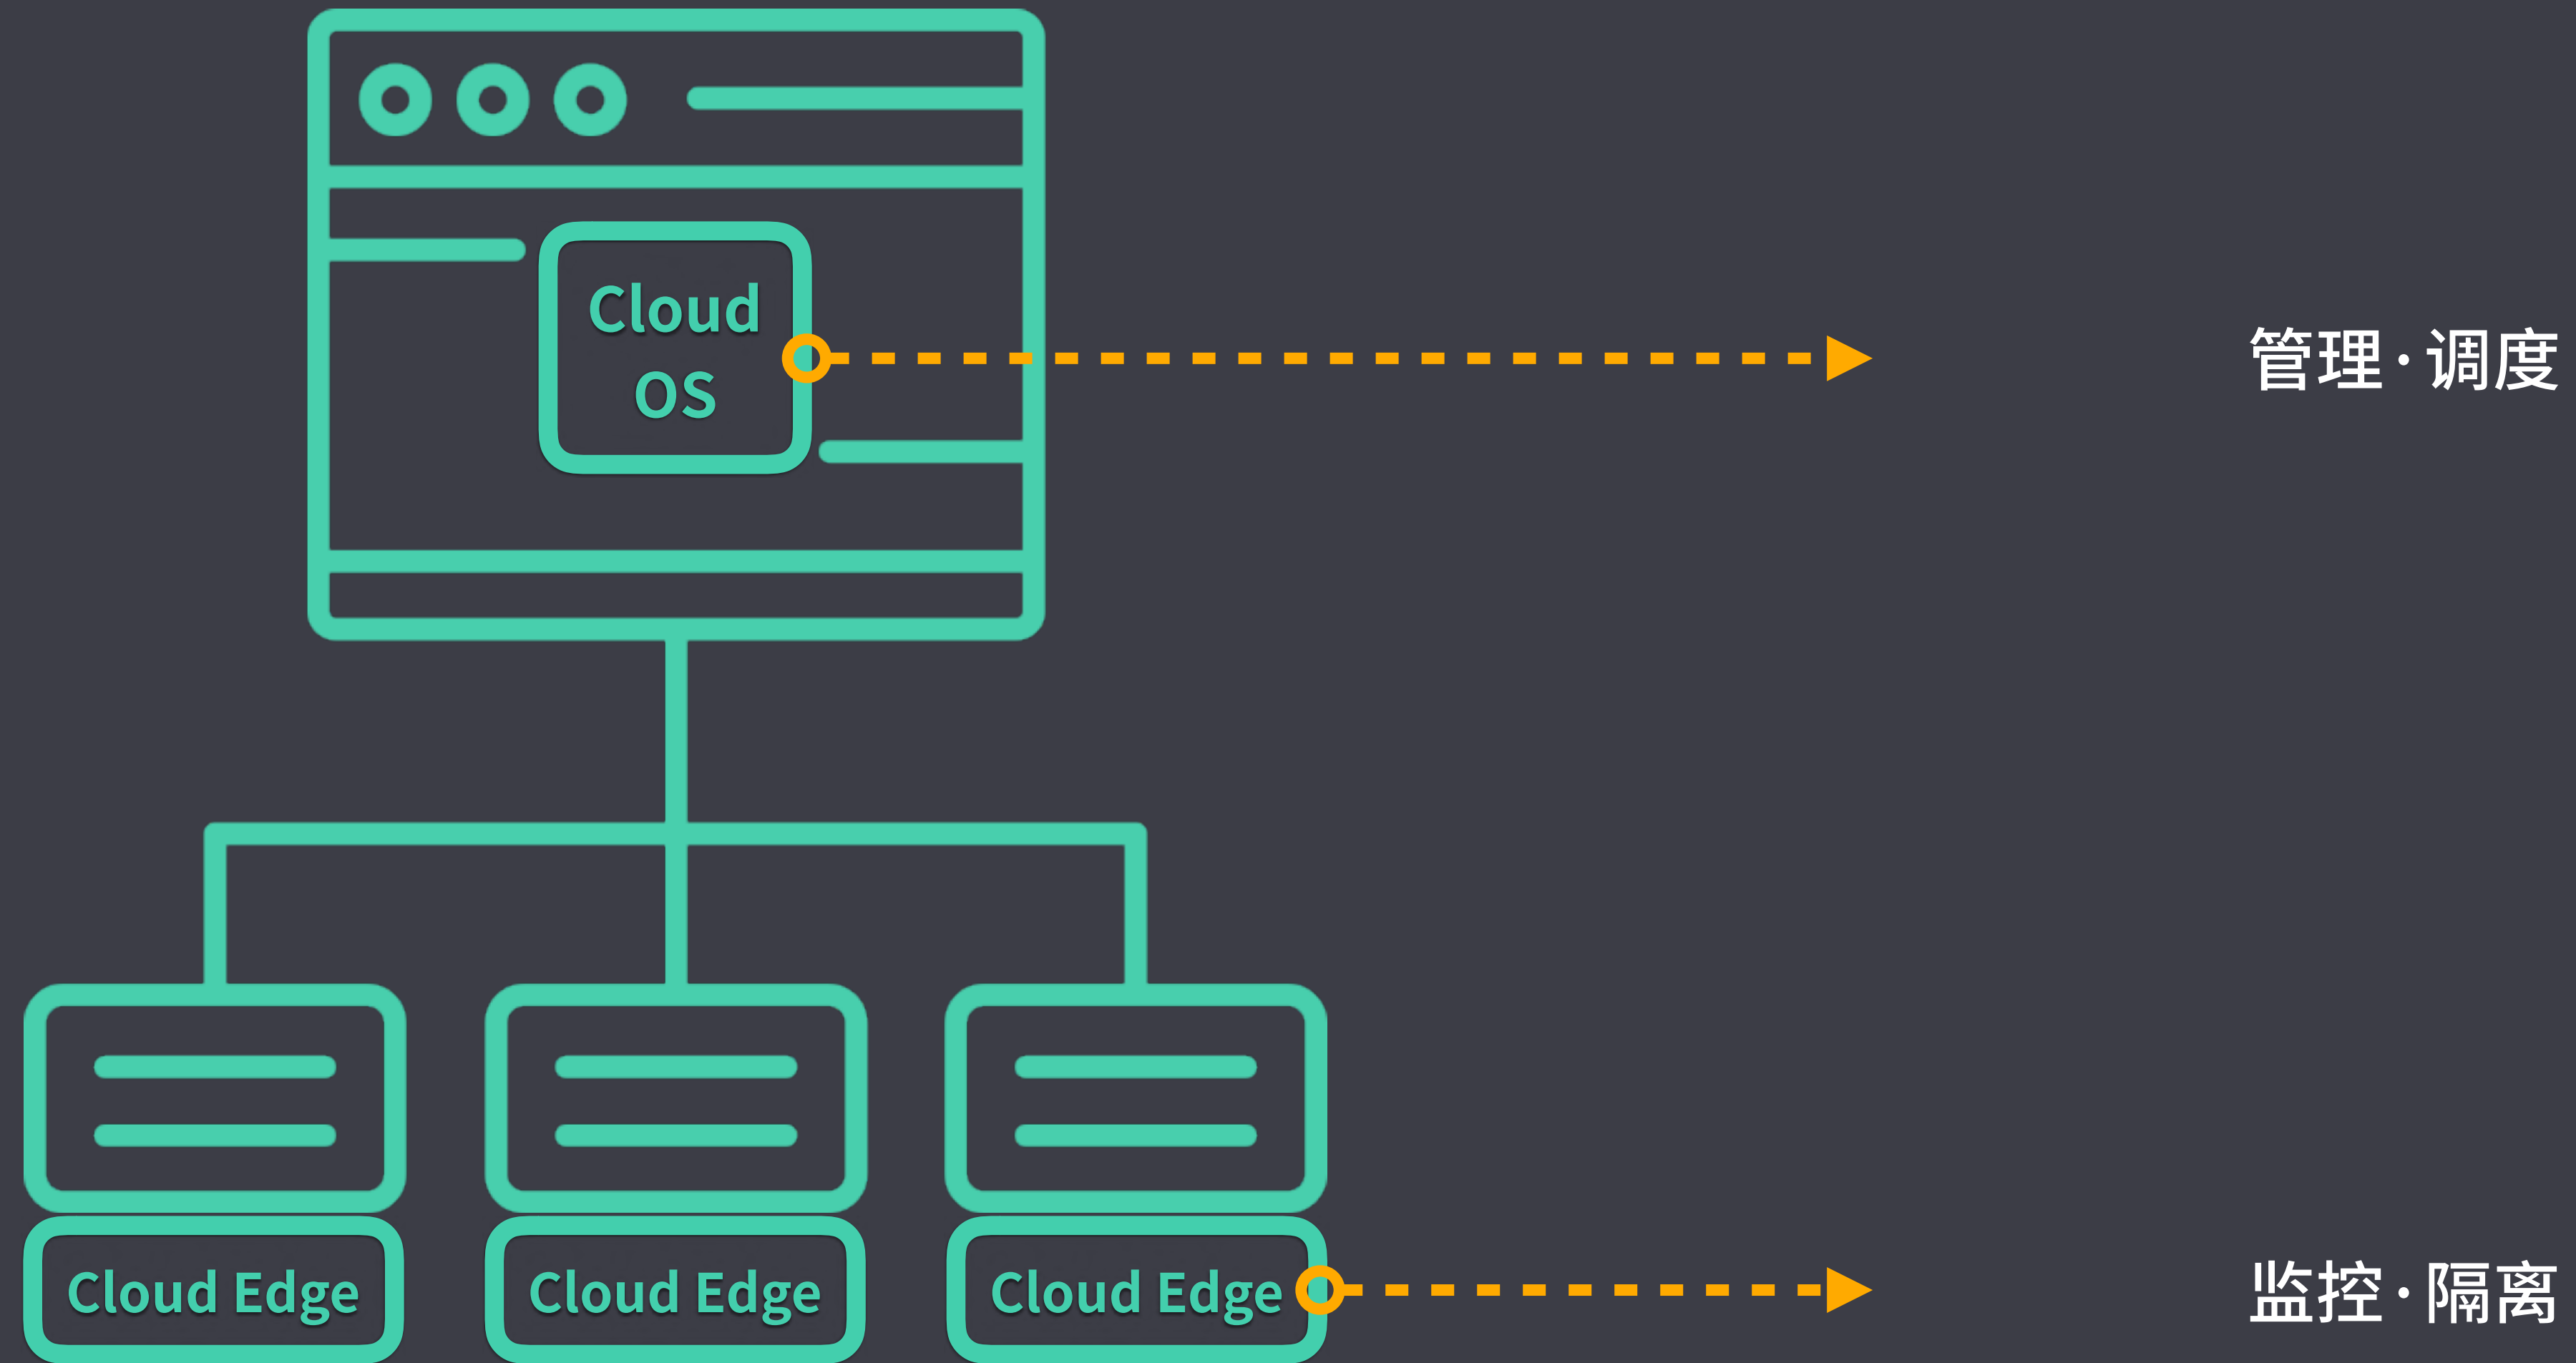 Cloud
OS
管理·调度
Cloud Edge
Cloud Edge
Cloud Edge
监控·隔离